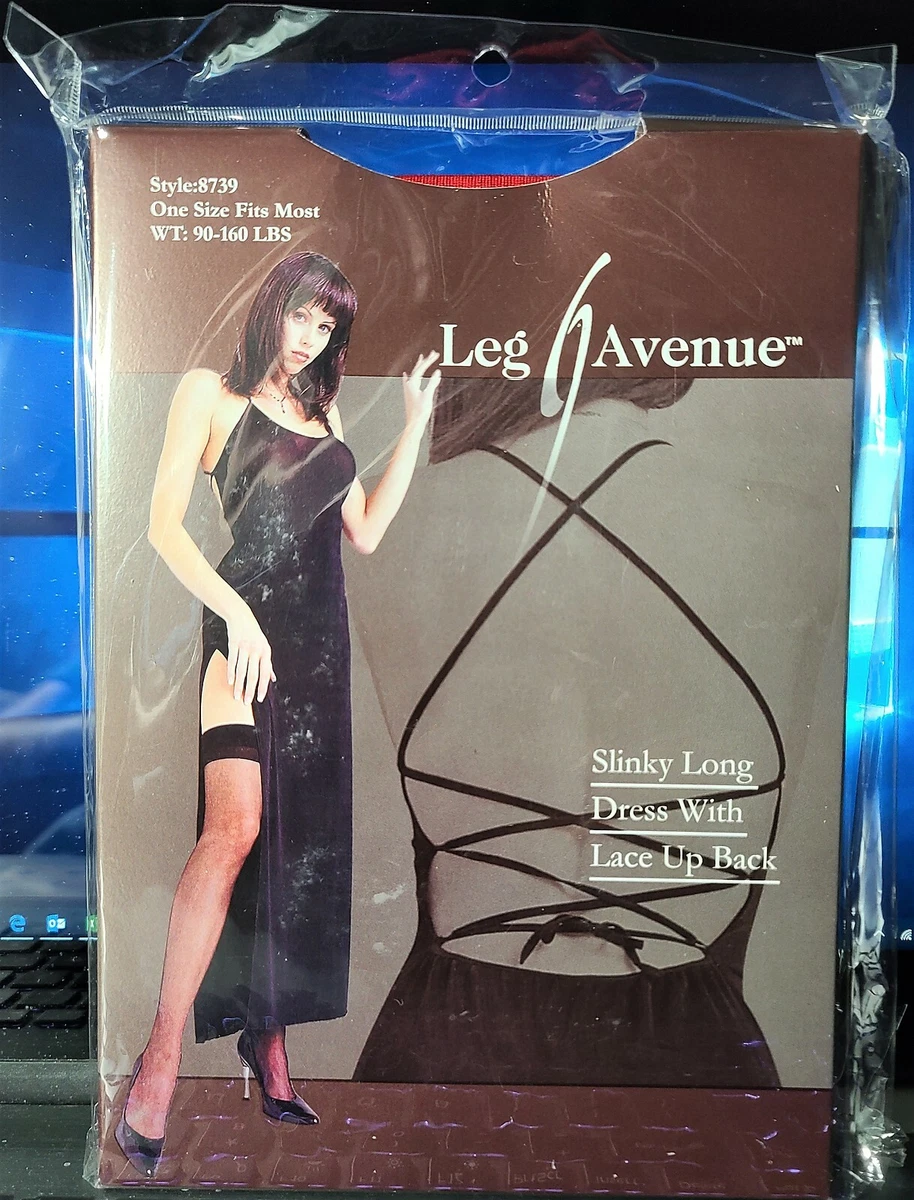 Style:8739
One Size Fits Most
WT: 90-160 LBS
Leg Avenue™
Slinky Long
Dress With
Lace Up Back